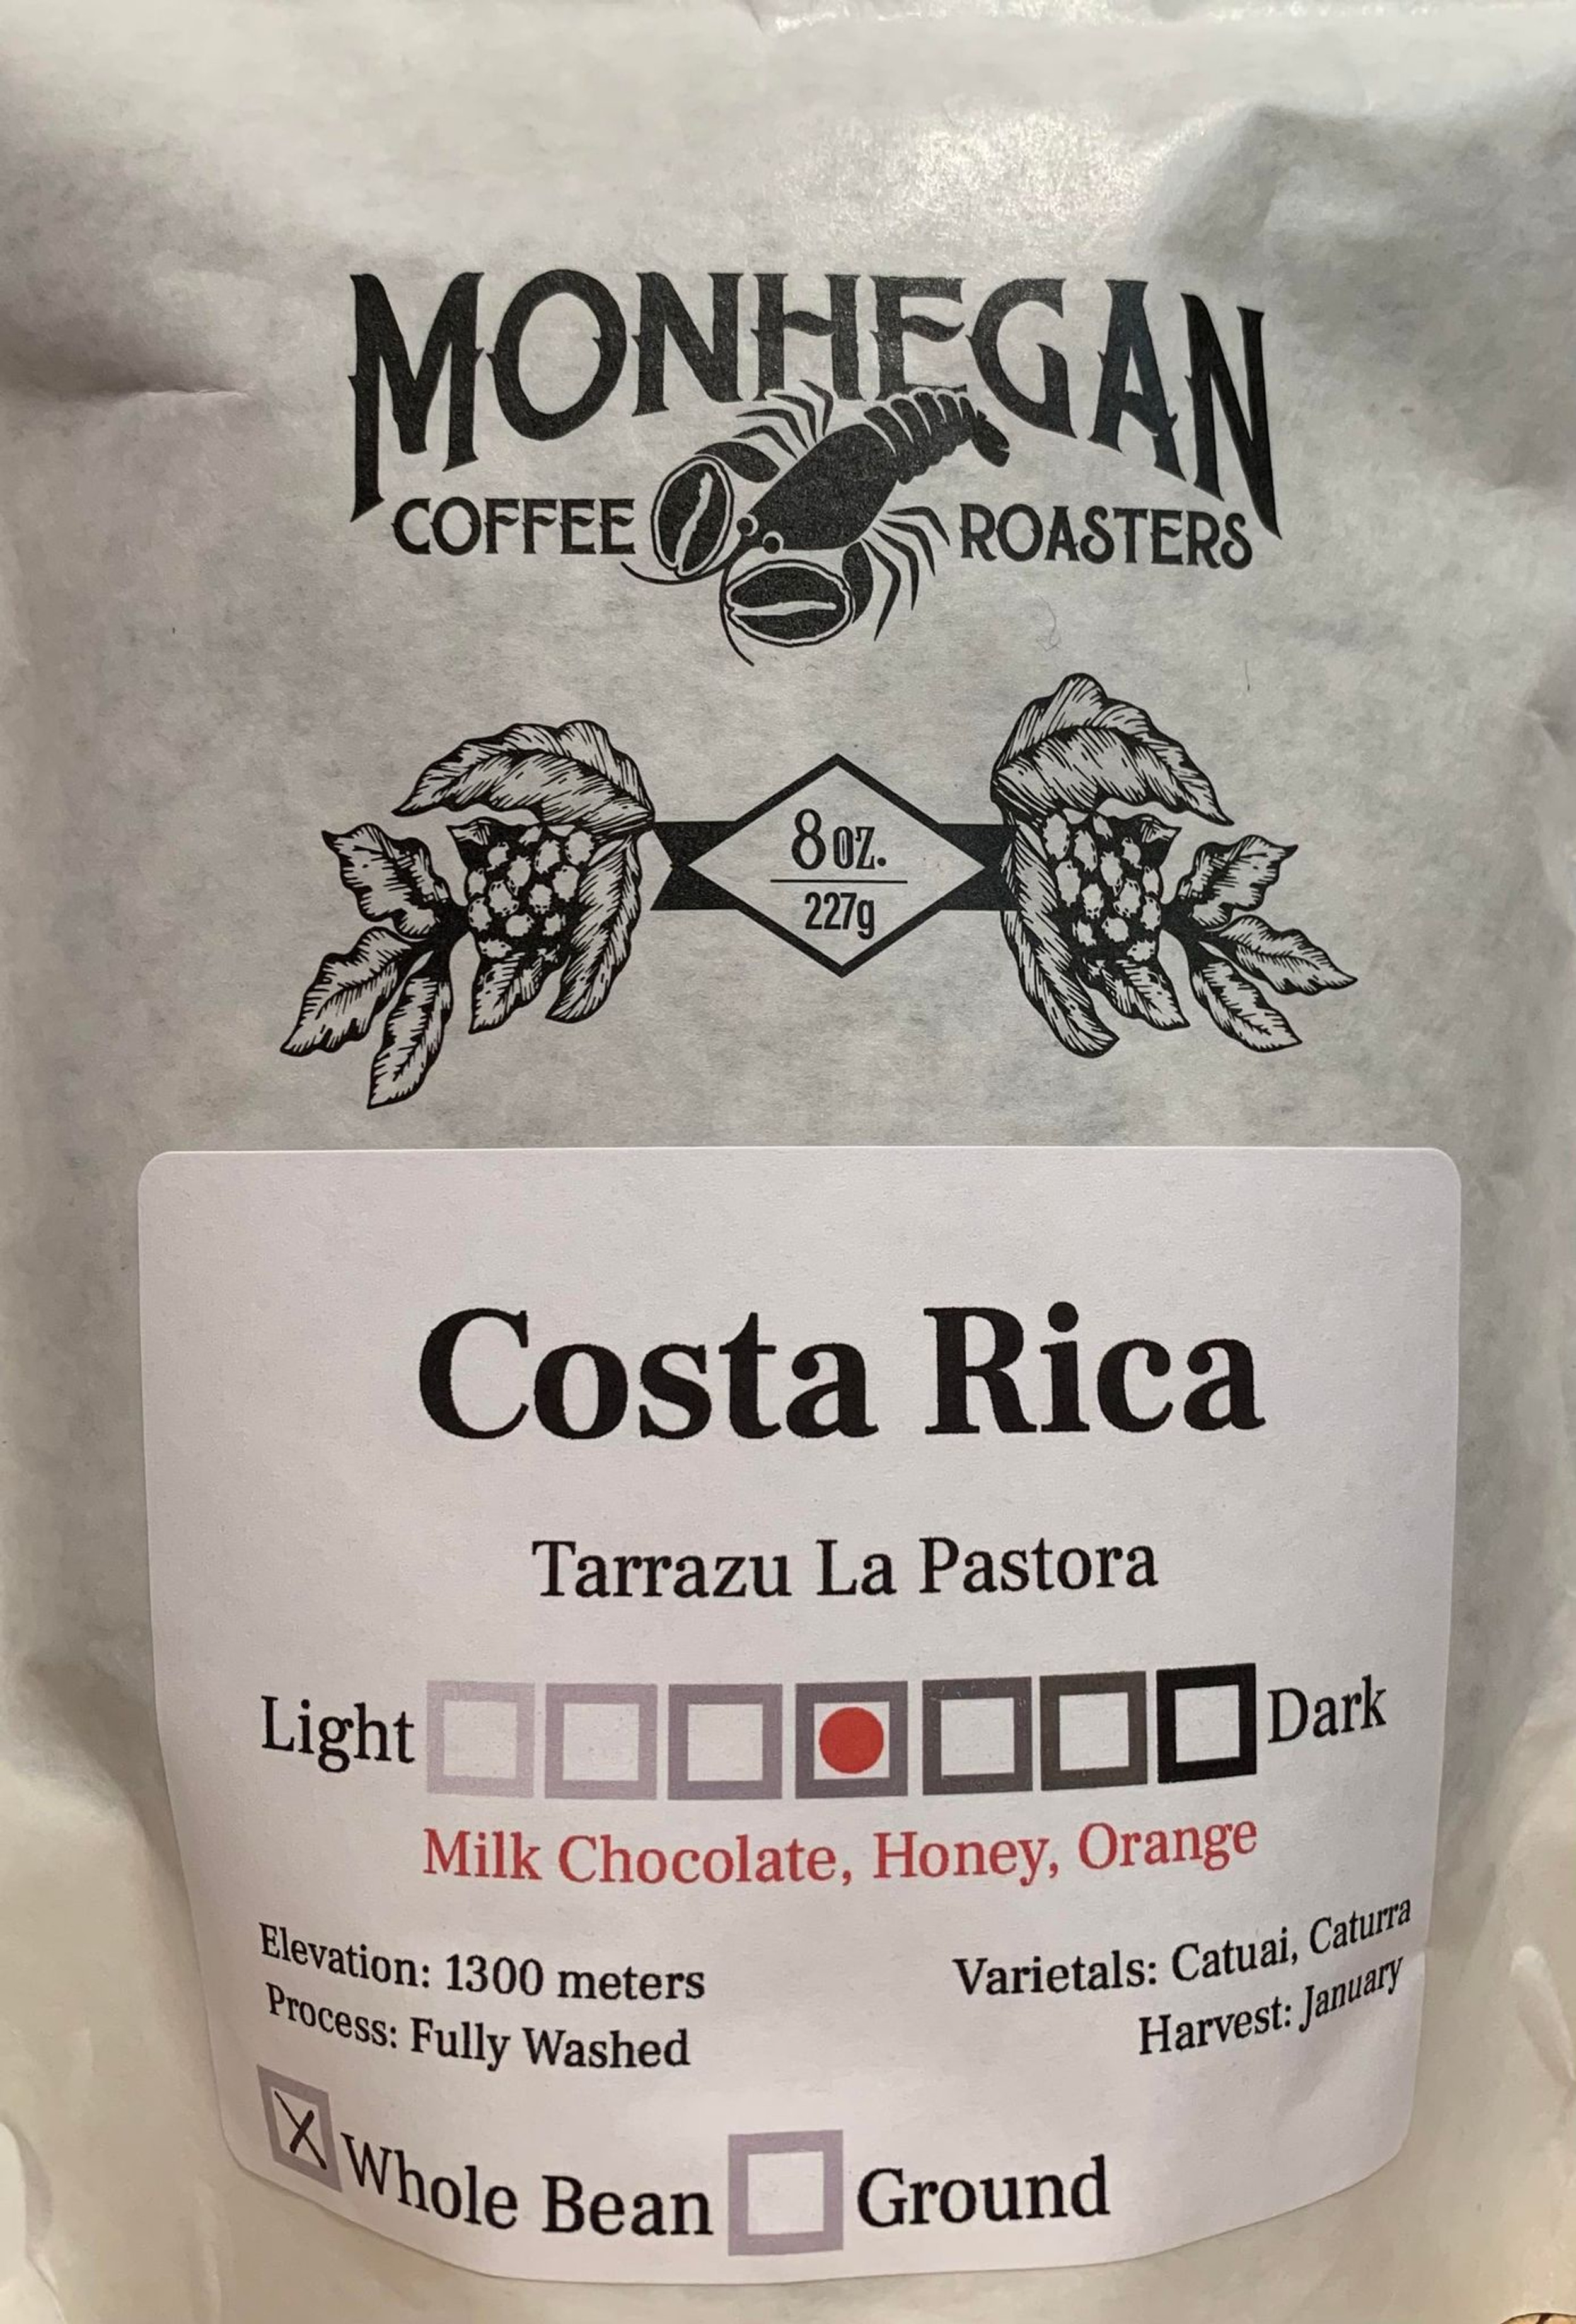 MONHEGAN
COFFEE ROASTERS
8 oz.
227g
Costa Rica
Tarrazu La Pastora
Light Dark
Milk Chocolate, Honey, Orange
Elevation: 1300 meters
Varietals: Catuai, Caturra
Process: Fully Washed
Harvest: January
X Whole Bean Ground